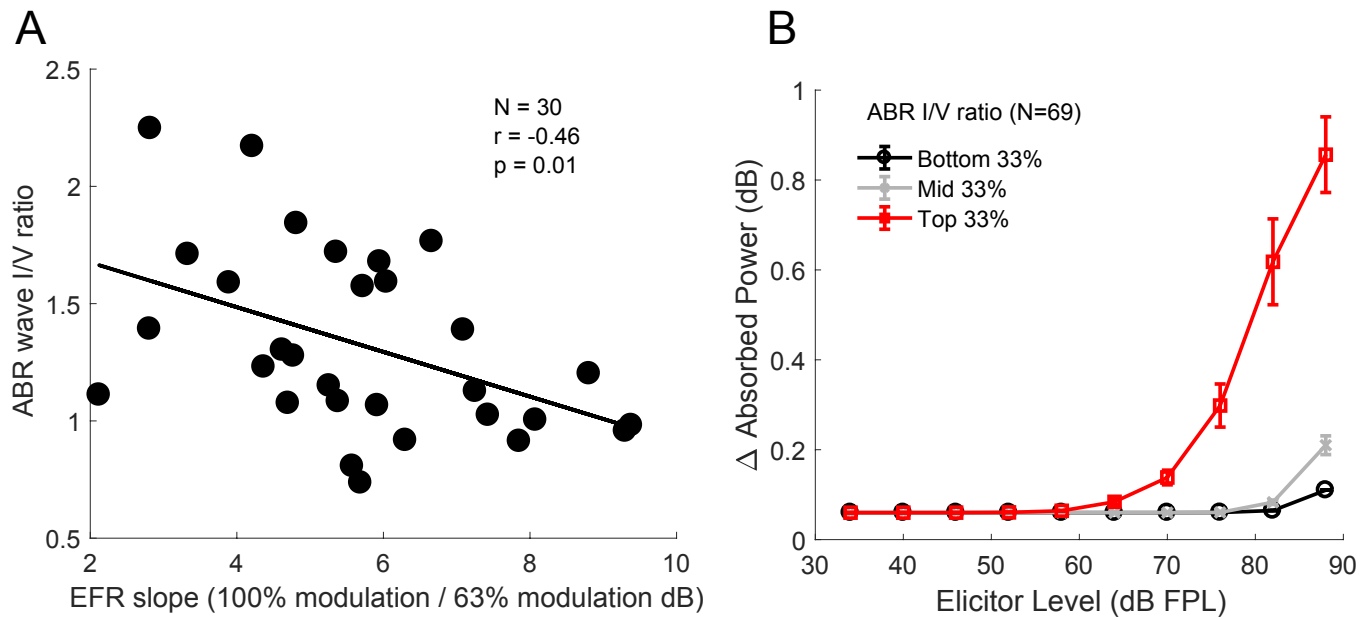 A
2.5
2
1.5
1
0.5
ABR wave I/V ratio
N = 30
r = -0.46
p = 0.01
2 4 6 8 10
EFR slope (100% modulation / 63% modulation dB)
B
1
0.8
0.6
0.4
0.2
0
Δ Absorbed Power (dB)
ABR I/V ratio (N=69)
Bottom 33%
Mid 33%
Top 33%
30 40 50 60 70 80 90
Elicitor Level (dB FPL)